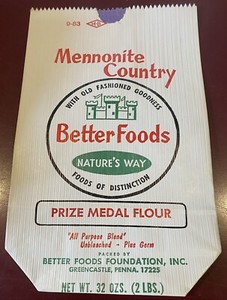 9-53
Mennonite
Country
WITH OLD FASHIONED GOODNESS
Better Foods
NATURE'S WAY
FOODS OF DISTINCTION
PRIZE MEDAL FLOUR
"All Purpose Blend"
Unbleached - Plus Germ
PACKED BY
BETTER FOODS FOUNDATION, INC.
GREENCASTLE, PENNA. 17225
NET WT. 32 OZS. (2 LBS.)